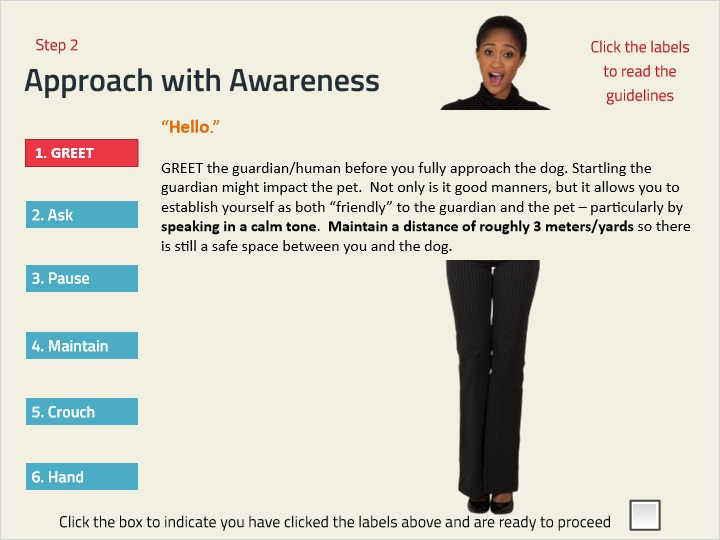 Step 2
Approach with Awareness
Click the labels
to read the
guidelines
“Hello.”
1. GREET
GREET the guardian/human before you fully approach the dog. Startling the
guardian might impact the pet.  Not only is it good manners, but it allows you to
establish yourself as both “friendly” to the guardian and the pet – particularly by
speaking in a calm tone.  Maintain a distance of roughly 3 meters/yards so there
is still a safe space between you and the dog.
2. Ask
3. Pause
4. Maintain
5. Crouch
6. Hand
Click the box to indicate you have clicked the labels above and are ready to proceed